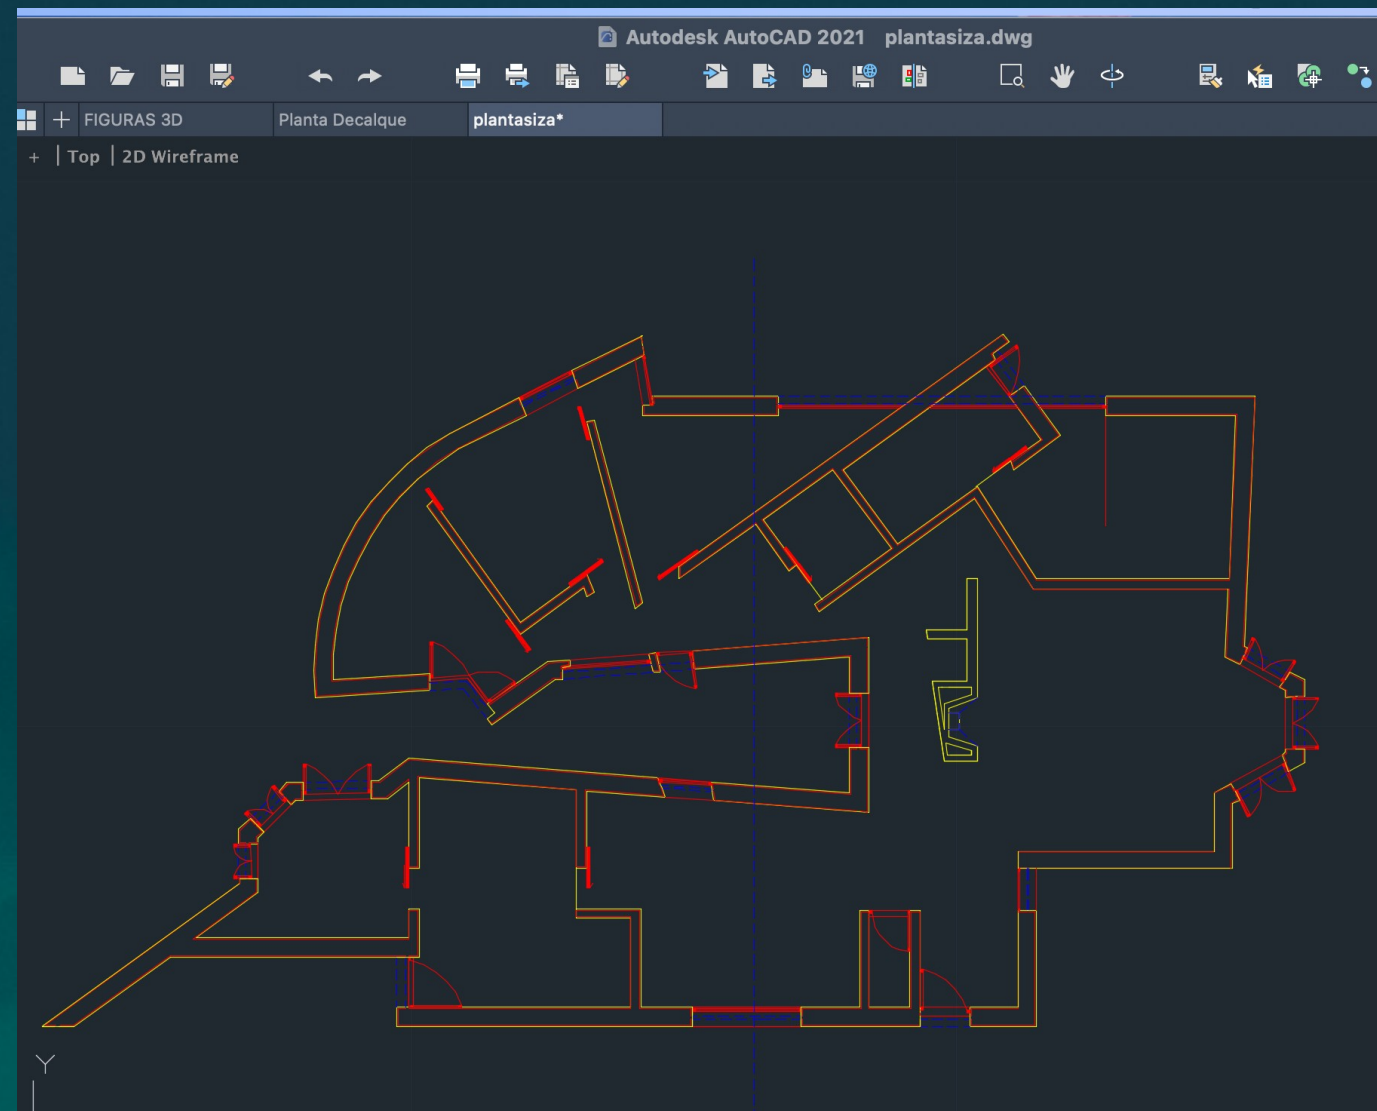 Autodesk AutoCAD 2021 plantasiza.dwg
FIGURAS 3D
Planta Decalque
plantasiza*
+ | Top | 2D Wireframe
Y